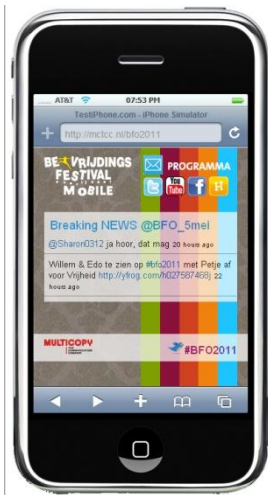 AT&T 07:53 PM
TestiPhone.com - iPhone Simulator
http://mctcc.nl/bfo2011
BEVRIJDINGS
FESTIVAL
MOBILE
PROGRAMMA
You
Tube
f
H
Breaking NEWS @BFO_5mei
@Sharon0312 ja hoor, dat mag 20 hours ago
Willem & Edo te zien op #bfo2011 met Petje af
voor Vrijheid http://yfrog.com/h027587468j 22
hours ago
MULTICOPY
#BFO2011